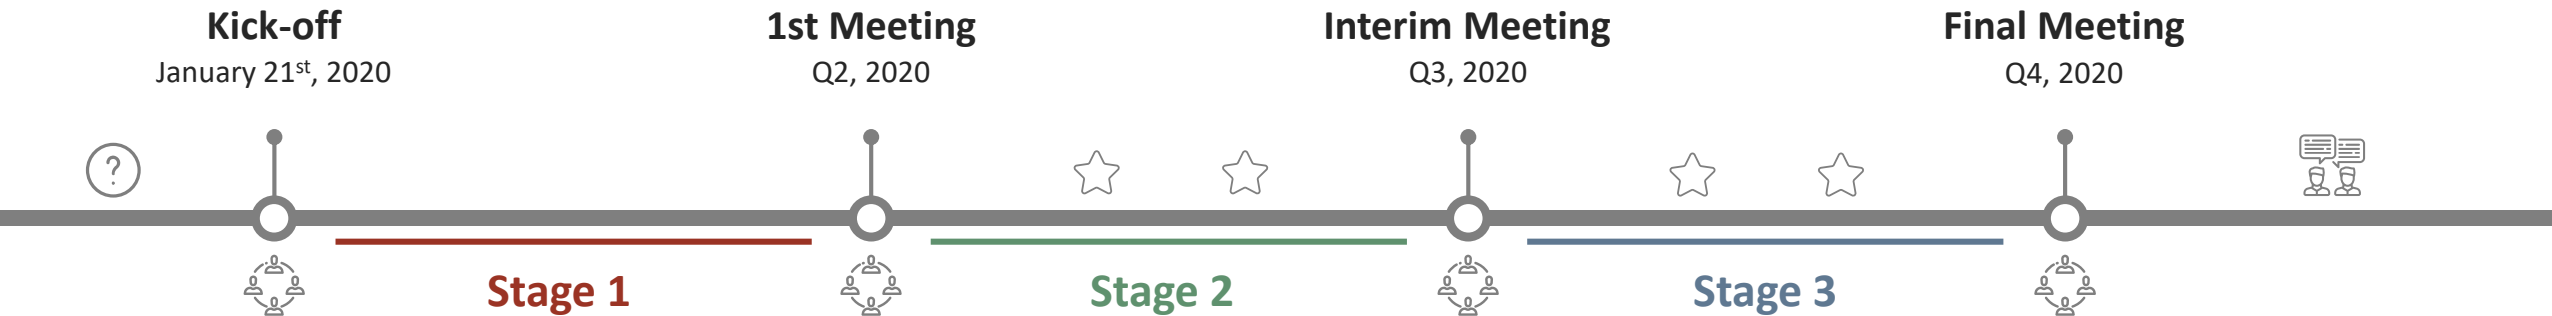 Kick-off
January 21st, 2020
1st Meeting
Q2, 2020
Interim Meeting
Q3, 2020
Final Meeting
Q4, 2020
?
Stage 1
Stage 2
Stage 3